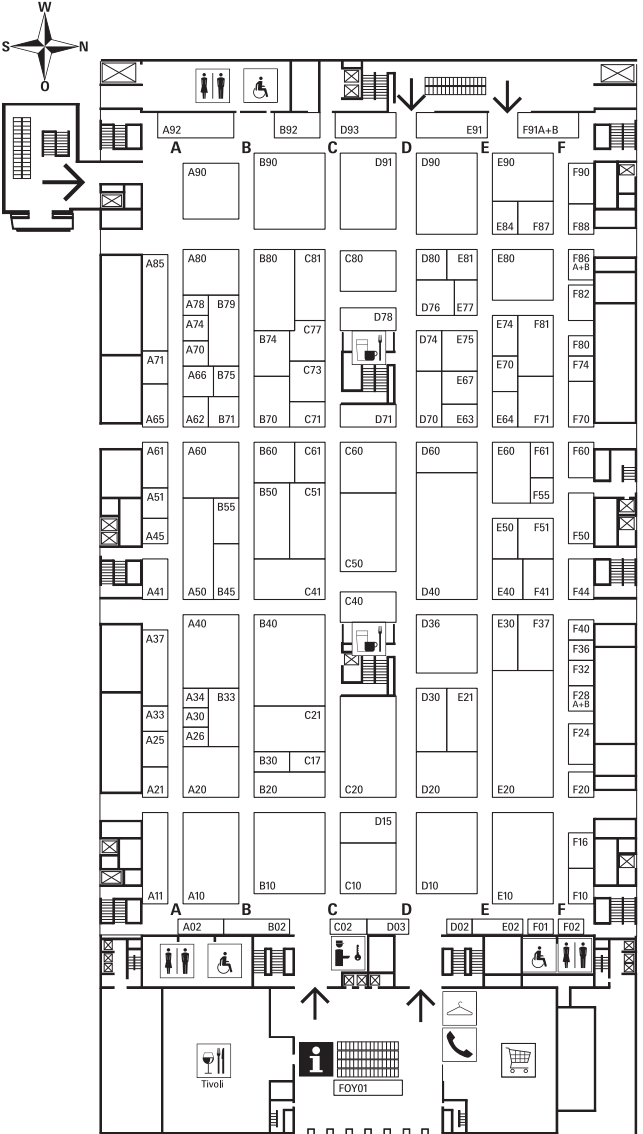 W
S N
O
A92 B92 D93 E91 F91A+B
A B C D E F
A90 B90 D91 D90 E90 F90
E84 F87 F88
A85 A80 B80 C81 C80 D80 E81 E80 F86
A+B
A78 B79 D76 E77 F82
A74 C77 D78 E74 F81
A70 B74 D74 E75 F80
A71 A66 B75 C73 E70 F74
E67
A65 A62 B71 B70 C71 D71 D70 E63 E64 F71 F70
A61 A60 B60 C61 C60 D60 E60 F61 F60
A51 B50 C51 F55
A45 B55 E50 F51 F50
C50
A41 A50 B45 C41 D40 E40 F41 F44
C40
A37 A40 B40 D36 E30 F37 F40
F36
F32
A34 B33 D30 E21 F28
A+B
A33 A30 C21
A25 A26 F24
B30 C17
A21 A20 B20 C20 D20 E20 F20
D15
F16
A11 A10 B10 C10 D10 E10 F10
A B C D E F
A02 B02 C02 D03 D02 E02 F01 F02
i
Tivoli
FOY01